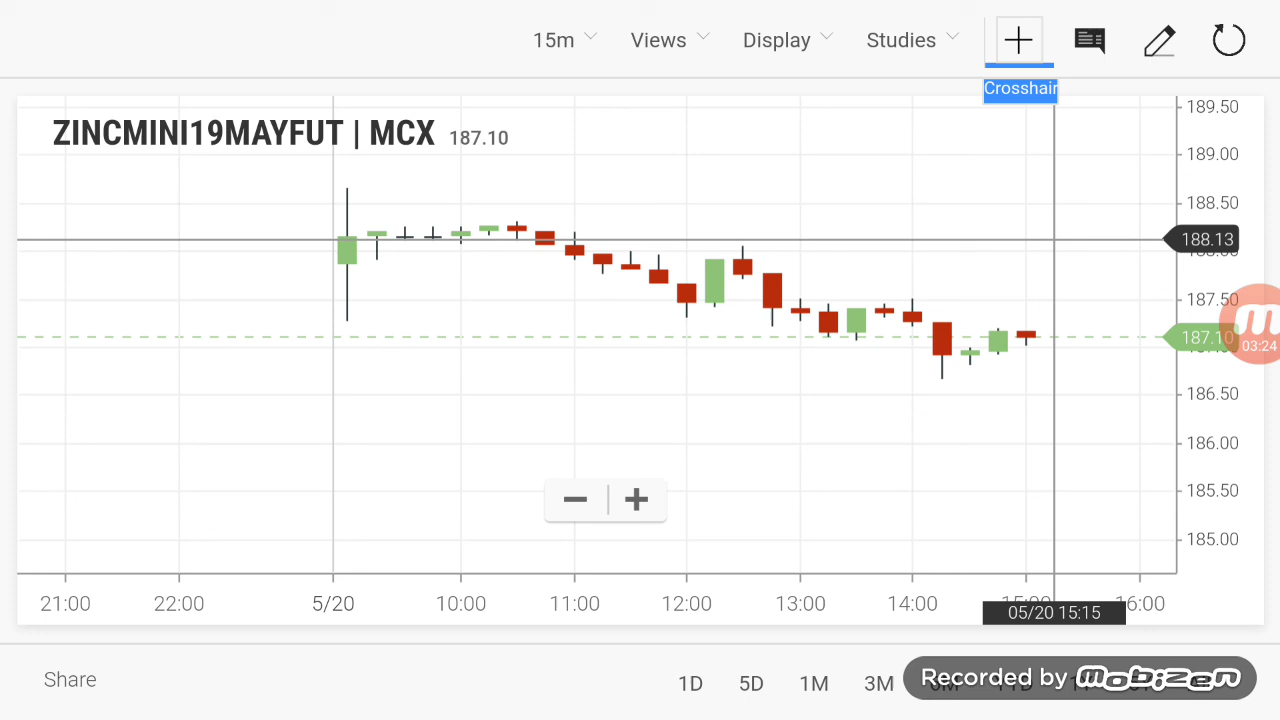 15m Views Display Studies
Crosshair
ZINCMINI19MAYFUT | MCX 187.10
189.50
189.00
188.50
188.13
187.50
187.10
03:24
186.50
186.00
185.50
185.00
21:00 22:00 5/20 10:00 11:00 12:00 13:00 14:00 15:00 16:00
05/20 15:15
Share 1D 5D 1M 3M
Recorded by mobizen